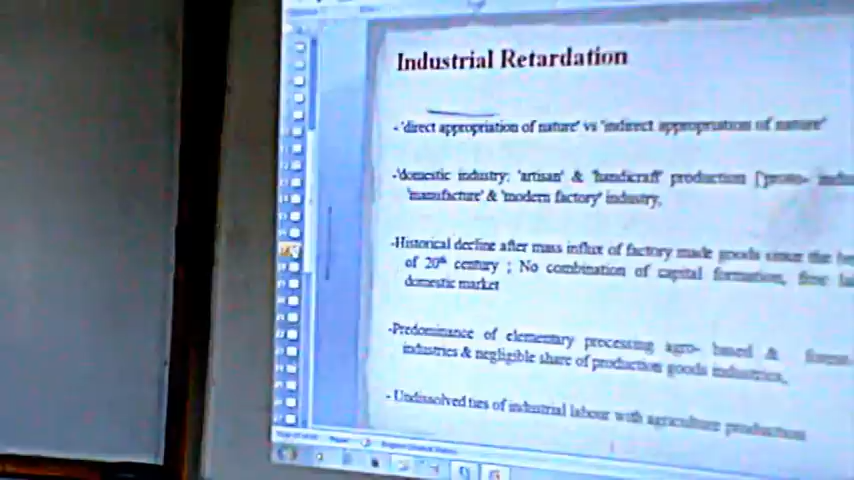 Industrial Retardation
- 'direct appropriation of nature' vs 'indirect appropriation of nature'
-'domestic industry: 'artisan' & 'handicraft' production ['proto-
'manufacture' & 'modern factory' industry,
-Historical decline after mass influx of factory made goods since the
of 20th century ; No combination of capital formation, free
domestic market
-Predominance of elementary processing agro- based &
industries & negligible share of production goods industries,
- Undissolved ties of industrial labour with agriculture production